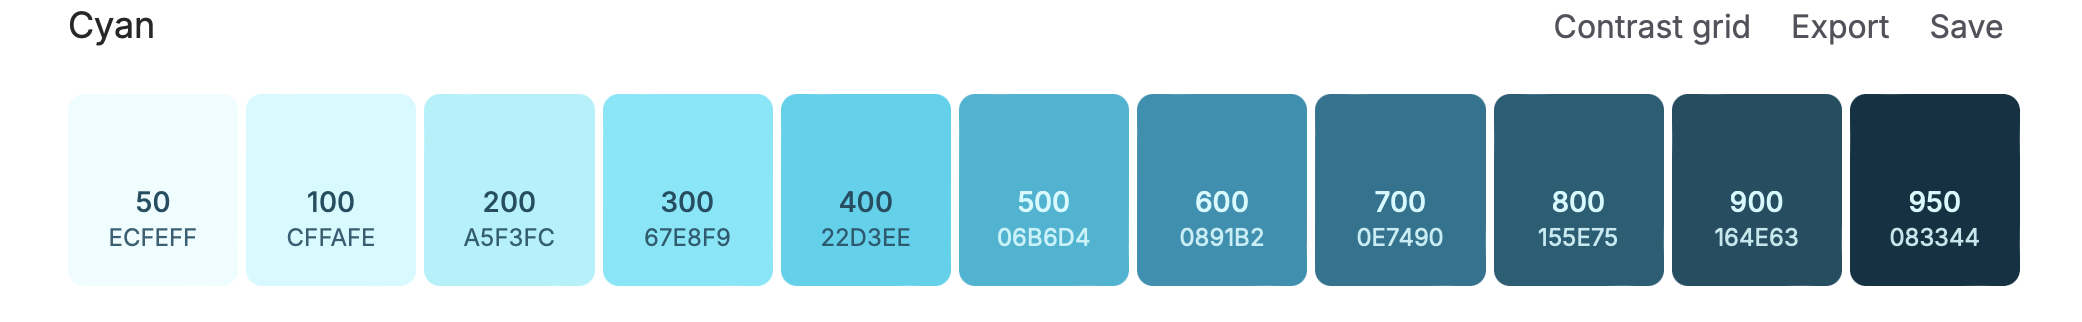 Cyan
Contrast grid Export Save
50 100 200 300 400 500 600 700 800 900 950
ECFEFF CFFAFE A5F3FC 67E8F9 22D3EE 06B6D4 0891B2 0E7490 155E75 164E63 083344